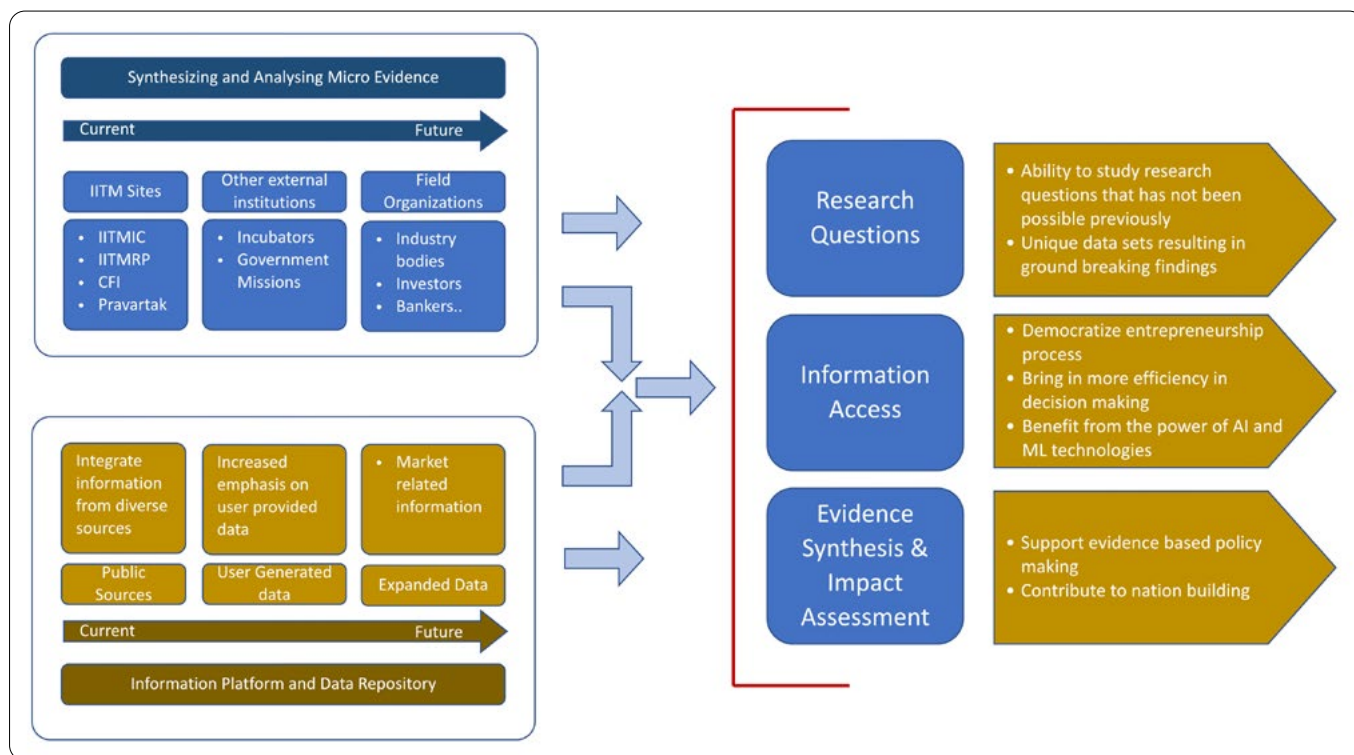 Synthesizing and Analysing Micro Evidence
Current
Future
IITM Sites
Other external
institutions
Field
Organizations
• IITMIC
• IITMRP
• CFI
• Pravartak
• Incubators
• Government
Missions
• Industry
bodies
• Investors
• Bankers..
Integrate
information
from diverse
sources
Increased
emphasis on
user provided
data
• Market
related
information
Public
Sources
User Generated
data
Expanded Data
Current
Future
Information Platform and Data Repository
Research
Questions
• Ability to study research
questions that has not been
possible previously
• Unique data sets resulting in
ground breaking findings
Information
Access
• Democratize entrepreneurship
process
• Bring in more efficiency in
decision making
• Benefit from the power of AI and
ML technologies
Evidence
Synthesis &
Impact
Assessment
• Support evidence based policy
making
• Contribute to nation building